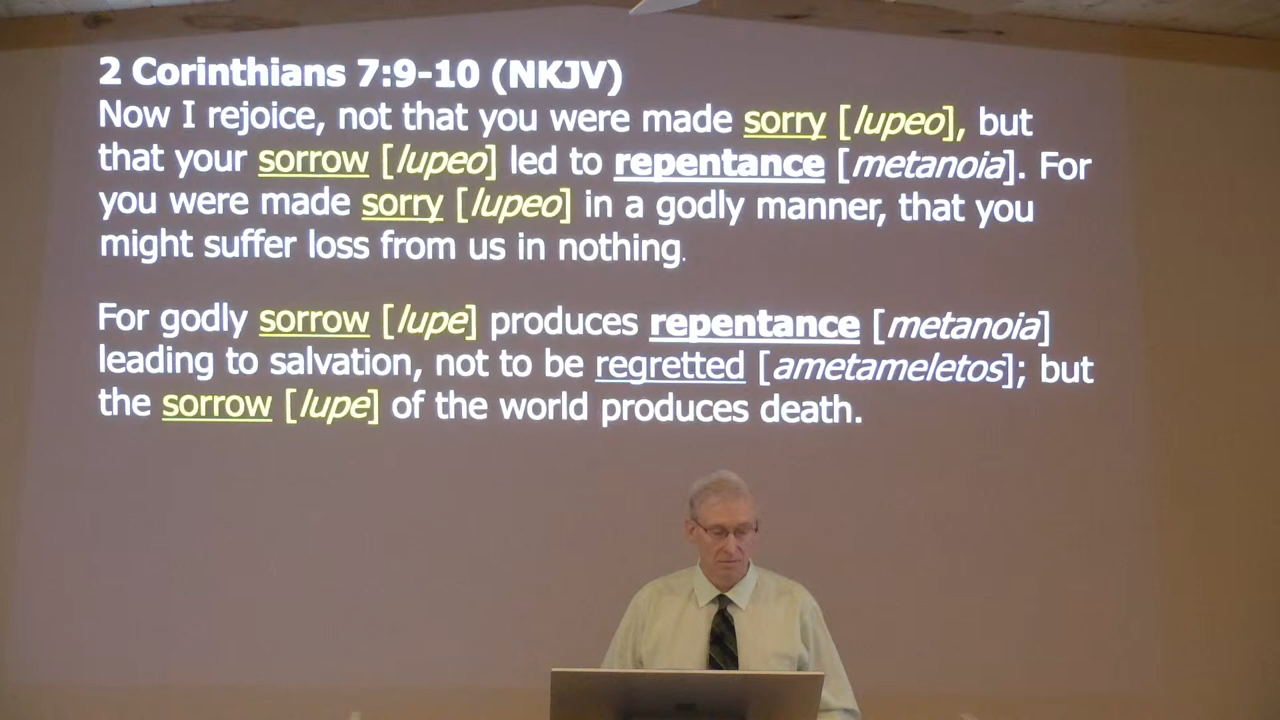 2 Corinthians 7:9-10 (NKJV)
Now I rejoice, not that you were made sorry [lupeo], but
that your sorrow [lupeo] led to repentance [metanoia]. For
you were made sorry [lupeo] in a godly manner, that you
might suffer loss from us in nothing.
For godly sorrow [lupe] produces repentance [metanoia]
leading to salvation, not to be regretted [ametameletos]; but
the sorrow [lupe] of the world produces death.